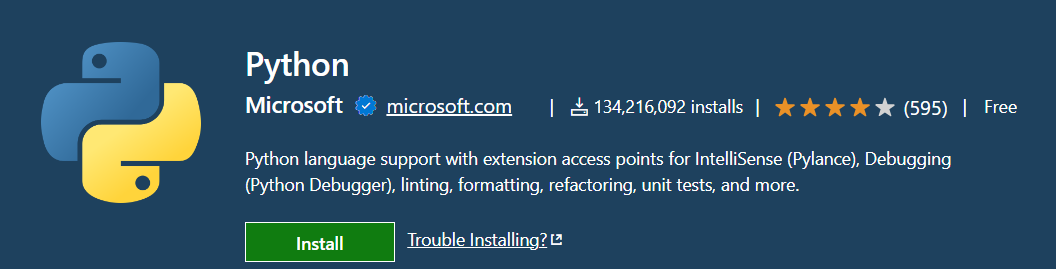 Python
Microsoft microsoft.com | 134,216,092 installs | (595) | Free
Python language support with extension access points for IntelliSense (Pylance), Debugging
(Python Debugger), linting, formatting, refactoring, unit tests, and more.
Install Trouble Installing?